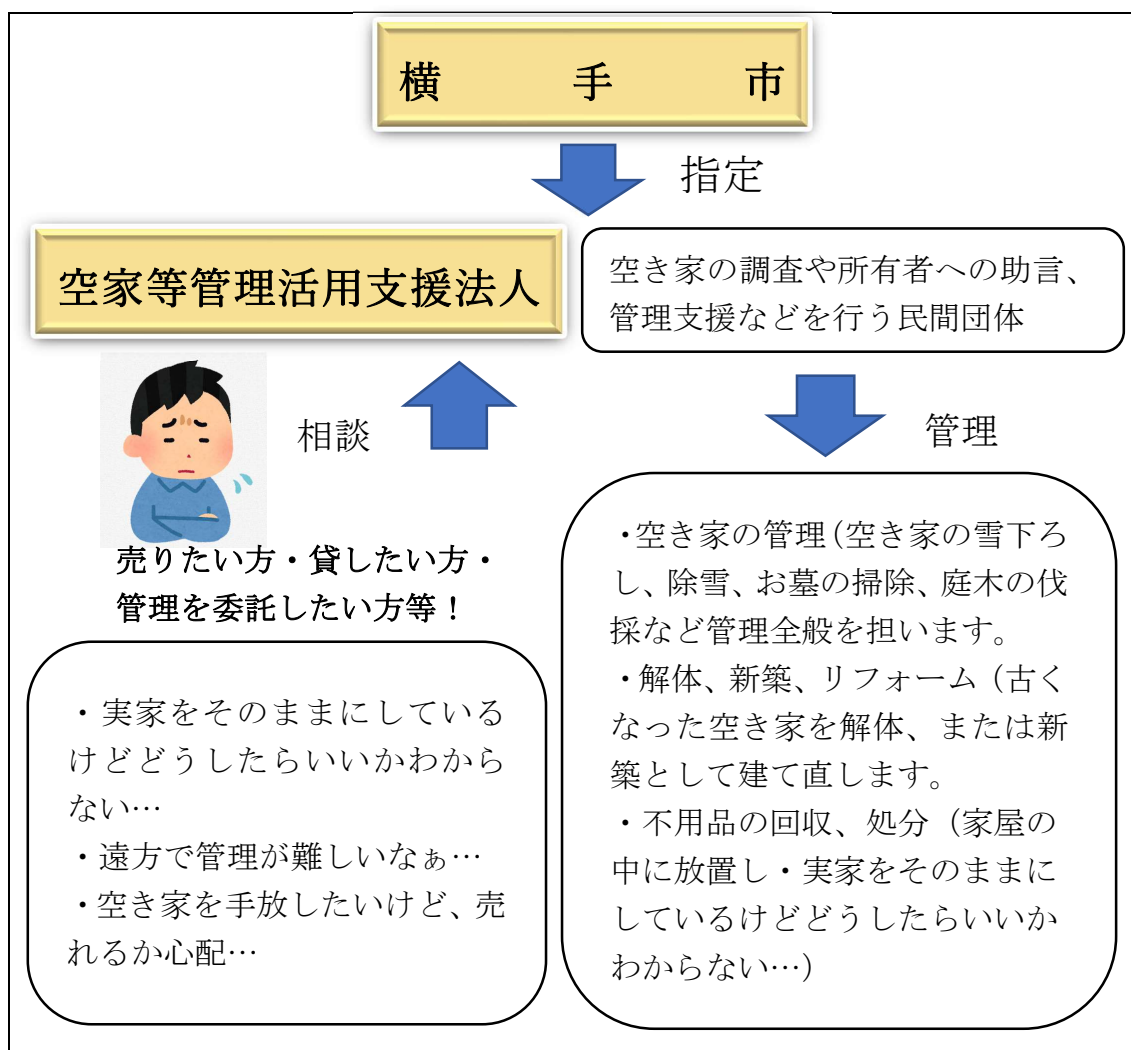 横手市
指定
空家等管理活用支援法人
空き家の調査や所有者への助言、
管理支援などを行う民間団体
相談
管理
売りたい方・貸したい方・
管理を委託したい方等！
・実家をそのままにしている
けどどうしたらいいかわから
ない…
・遠方で管理が難しいなぁ…
・空き家を手放したいけど、売
れるか心配…
・空き家の管理（空き家の雪下ろ
し、除雪、お墓の掃除、庭木の伐
採など管理全般を担います。
・解体、新築、リフォーム（古く
なった空き家を解体、または新
築として建て直します。
・不用品の回収、処分（家屋の
中に放置し・実家をそのままに
しているけどどうしたらいいか
わからない…）